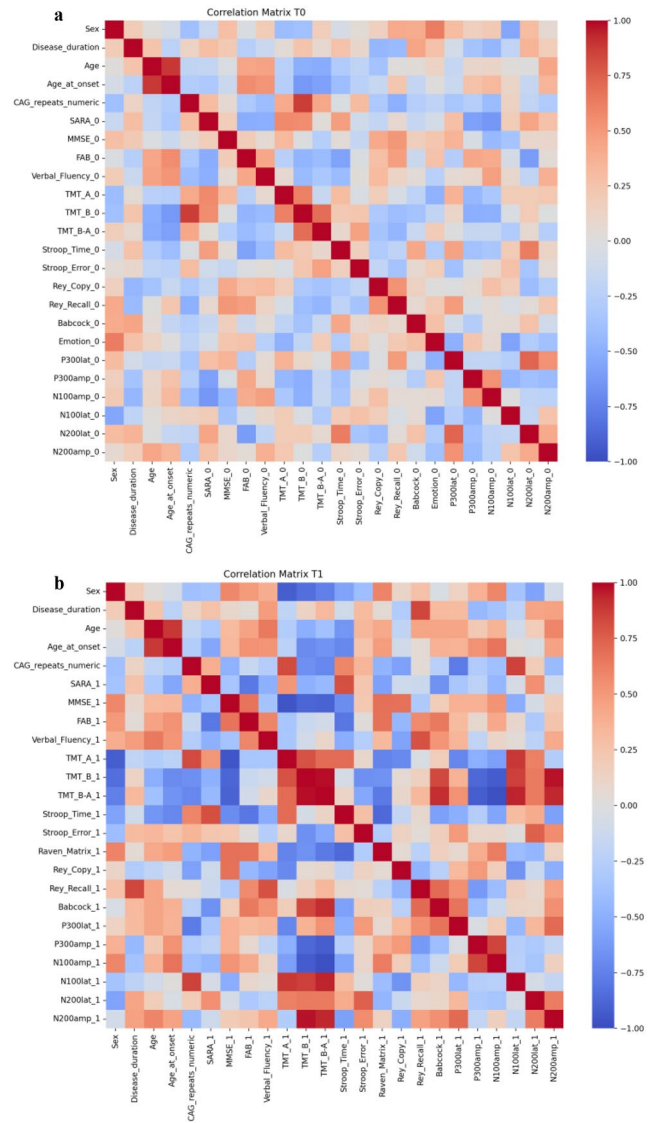 a
Correlation Matrix T0
Sex
Disease_duration
Age
Age_at_onset
CAG_repeats_numeric
SARA_0
MMSE_0
FAB_0
Verbal_Fluency_0
TMT_A_0
TMT_B_0
TMT_B-A_0
Stroop_Time_0
Stroop_Error_0
Rey_Copy_0
Rey_Recall_0
Babcock_0
Emotion_0
P300lat_0
P300amp_0
N100amp_0
N100lat_0
N200lat_0
N200amp_0
Sex
Disease_duration
Age
Age_at_onset
CAG_repeats_numeric
SARA_0
MMSE_0
FAB_0
Verbal_Fluency_0
TMT_A_0
TMT_B_0
TMT_B-A_0
Stroop_Time_0
Stroop_Error_0
Rey_Copy_0
Rey_Recall_0
Babcock_0
Emotion_0
P300lat_0
P300amp_0
N100amp_0
N100lat_0
N200lat_0
N200amp_0
1.00
0.75
0.50
0.25
0.00
−0.25
−0.50
−0.75
−1.00
b
Correlation Matrix T1
Sex
Disease_duration
Age
Age_at_onset
CAG_repeats_numeric
SARA_1
MMSE_1
FAB_1
Verbal_Fluency_1
TMT_A_1
TMT_B_1
TMT_B-A_1
Stroop_Time_1
Stroop_Error_1
Raven_Matrix_1
Rey_Copy_1
Rey_Recall_1
Babcock_1
P300lat_1
P300amp_1
N100amp_1
N100lat_1
N200lat_1
N200amp_1
Sex
Disease_duration
Age
Age_at_onset
CAG_repeats_numeric
SARA_1
MMSE_1
FAB_1
Verbal_Fluency_1
TMT_A_1
TMT_B_1
TMT_B-A_1
Stroop_Time_1
Stroop_Error_1
Raven_Matrix_1
Rey_Copy_1
Rey_Recall_1
Babcock_1
P300lat_1
P300amp_1
N100amp_1
N100lat_1
N200lat_1
N200amp_1
1.00
0.75
0.50
0.25
0.00
−0.25
−0.50
−0.75
−1.00